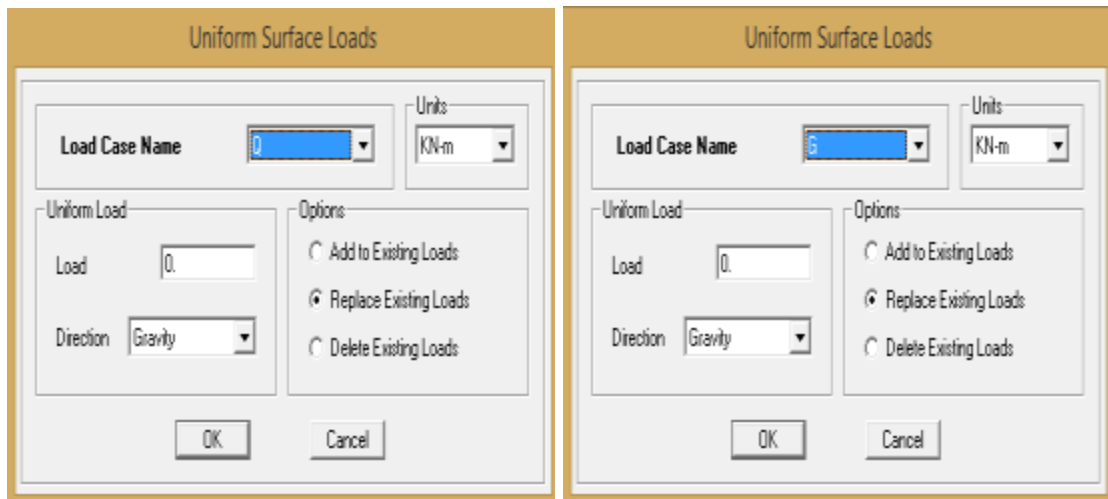 Uniform Surface Loads
Units
Load Case Name Q KN-m
Uniform Load Options
Load 0. Add to Existing Loads
Replace Existing Loads
Direction Gravity Delete Existing Loads
OK Cancel
Uniform Surface Loads
Units
Load Case Name G KN-m
Uniform Load Options
Load 0. Add to Existing Loads
Replace Existing Loads
Direction Gravity Delete Existing Loads
OK Cancel